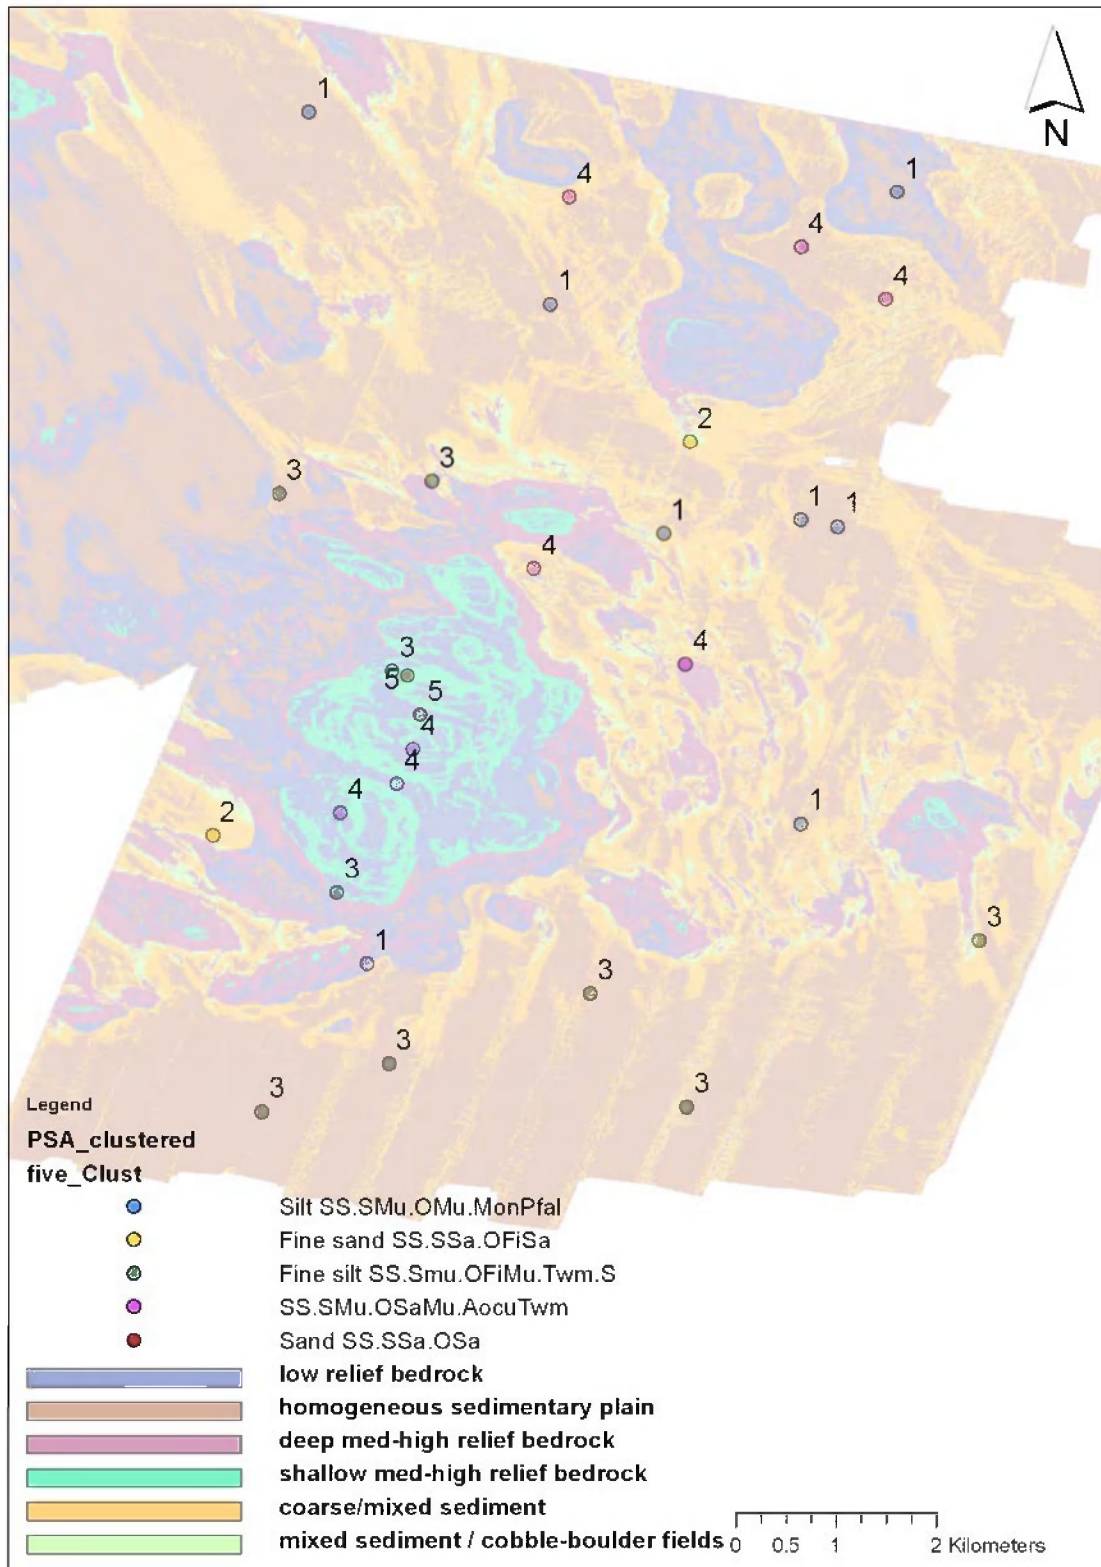 1
N
4
1
4
4
1
2
3
3
1
1
1
4
4
3
5
5
4
4
4
1
2
3
3
1
3
3
3
3
Legend
PSA_clustered
five_Clust
Silt SS.SMu.OMu.MonPfal
Fine sand SS.SSa.OFiSa
Fine silt SS.Smu.OFiMu.Twm.S
SS.SMu.OSaMu.AocuTwm
Sand SS.SSa.OSa
low relief bedrock
homogeneous sedimentary plain
deep med-high relief bedrock
shallow med-high relief bedrock
coarse/mixed sediment
mixed sediment / cobble-boulder fields
0 0.5 1 2 Kilometers